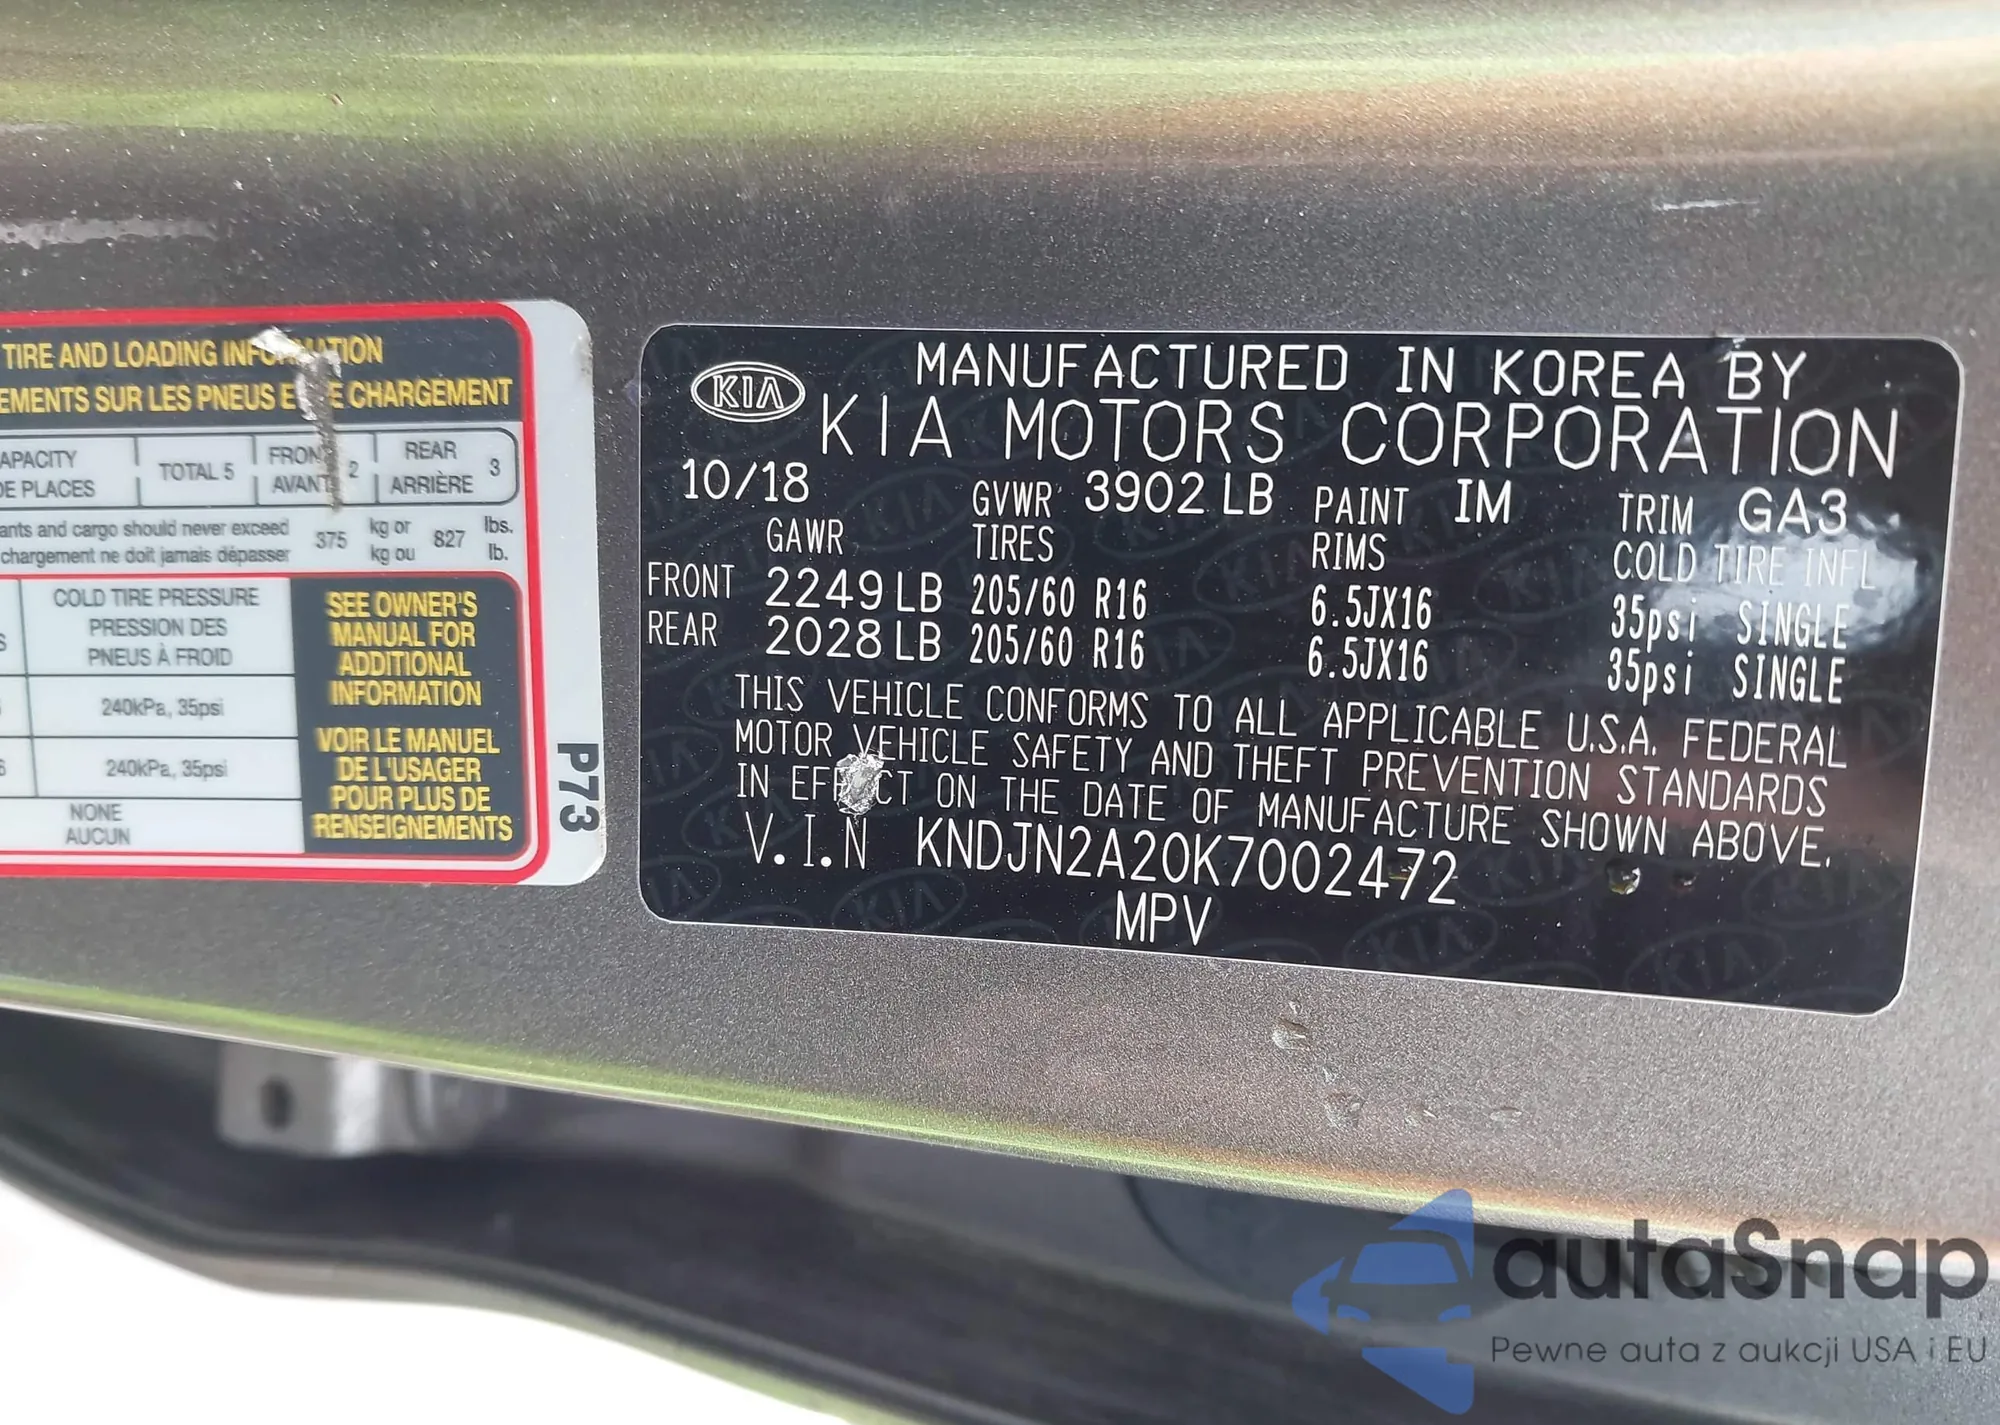 TIRE AND LOADING INFORMATION
EMENTS SUR LES PNEUS E LE CHARGEMENT
APACITY
DE PLACES
TOTAL 5
FRONT
AVANT
2
REAR
ARRIÈRE
3
ants and cargo should never exceed
chargement ne doit jamais dépasser
375
kg or
kg ou
827
lbs.
lb.
COLD TIRE PRESSURE
PRESSION DES
PNEUS À FROID
240kPa, 35psi
240kPa, 35psi
NONE
AUCUN
SEE OWNER'S
MANUAL FOR
ADDITIONAL
INFORMATION
VOIR LE MANUEL
DE L'USAGER
POUR PLUS DE
RENSEIGNEMENTS
P73
KIA
MANUFACTURED IN KOREA BY
KIA MOTORS CORPORATION
10/18 GVWR 3902 LB PAINT IM TRIM GA3
GAWR TIRES RIMS COLD TIRE INFL
FRONT 2249 LB 205/60 R16 6.5JX16 35psi SINGLE
REAR 2028 LB 205/60 R16 6.5JX16 35psi SINGLE
THIS VEHICLE CONFORMS TO ALL APPLICABLE U.S.A. FEDERAL
MOTOR VEHICLE SAFETY AND THEFT PREVENTION STANDARDS
IN EFFECT ON THE DATE OF MANUFACTURE SHOWN ABOVE.
V.I.N KNDJN2A20K7002472
MPV
autaSnap
Pewne auta z aukcji USA i EU